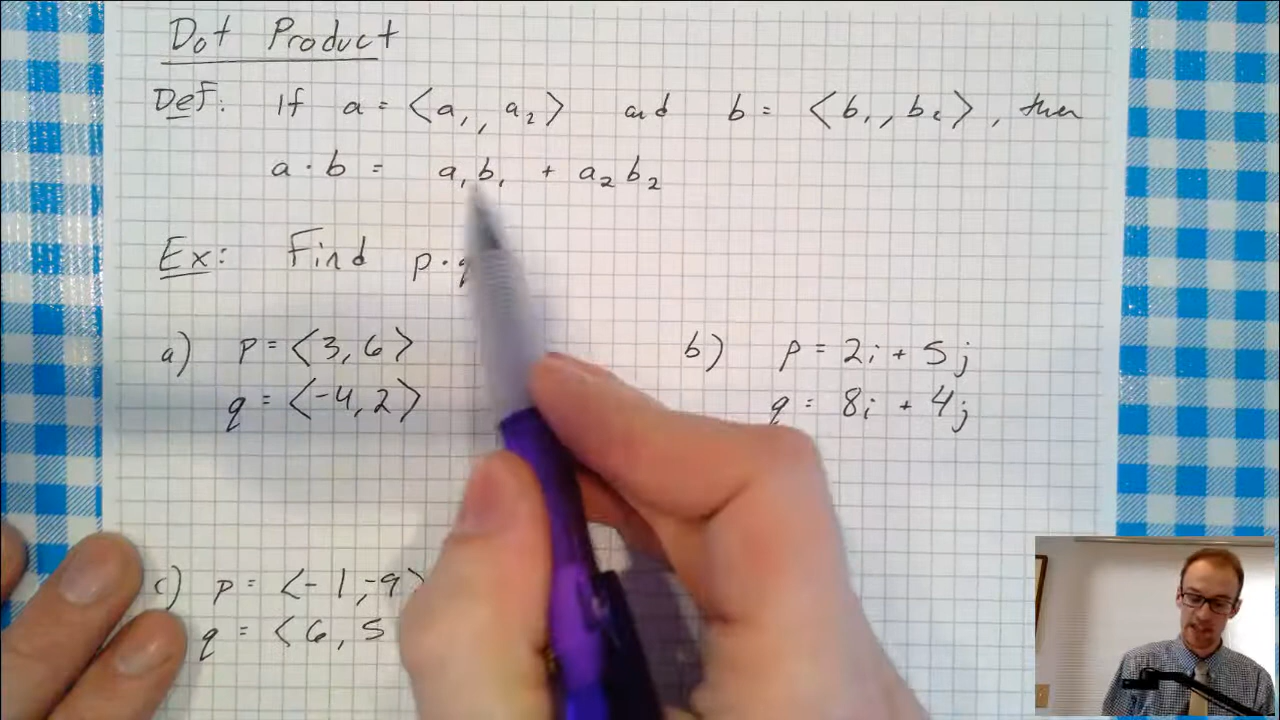 Dot Product
Def: If a = <a₁, a₂> and b = <b₁, b₂>, then
a · b = a₁b₁ + a₂b₂
Ex: Find p · q
a) p = <3, 6>
q = <-4, 2>
b) p = 2i + 5j
q = 8i + 4j
c) p = <-1, -9>
q = <6, 5